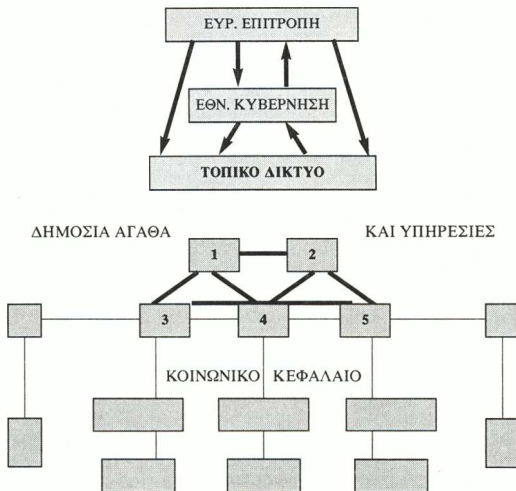 ΕΥΡ. ΕΠΙΤΡΟΠΗ
ΕΘΝ. ΚΥΒΕΡΝΗΣΗ
ΤΟΠΙΚΟ ΔΙΚΤΥΟ
ΔΗΜΟΣΙΑ ΑΓΑΘΑ ΚΑΙ ΥΠΗΡΕΣΙΕΣ
1 2
3 4 5
ΚΟΙΝΩΝΙΚΟ ΚΕΦΑΛΑΙΟ